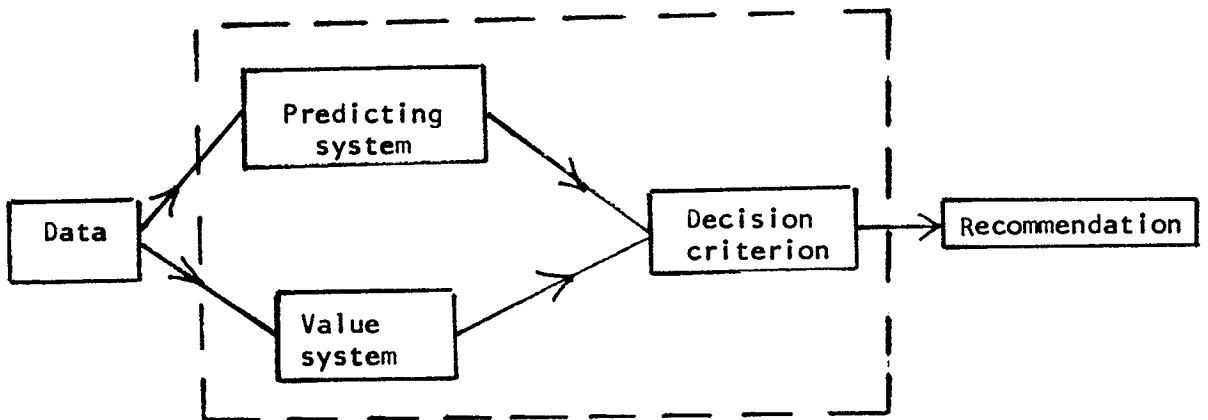 Predicting
system
Data
Decision
criterion
Recommendation
Value
system